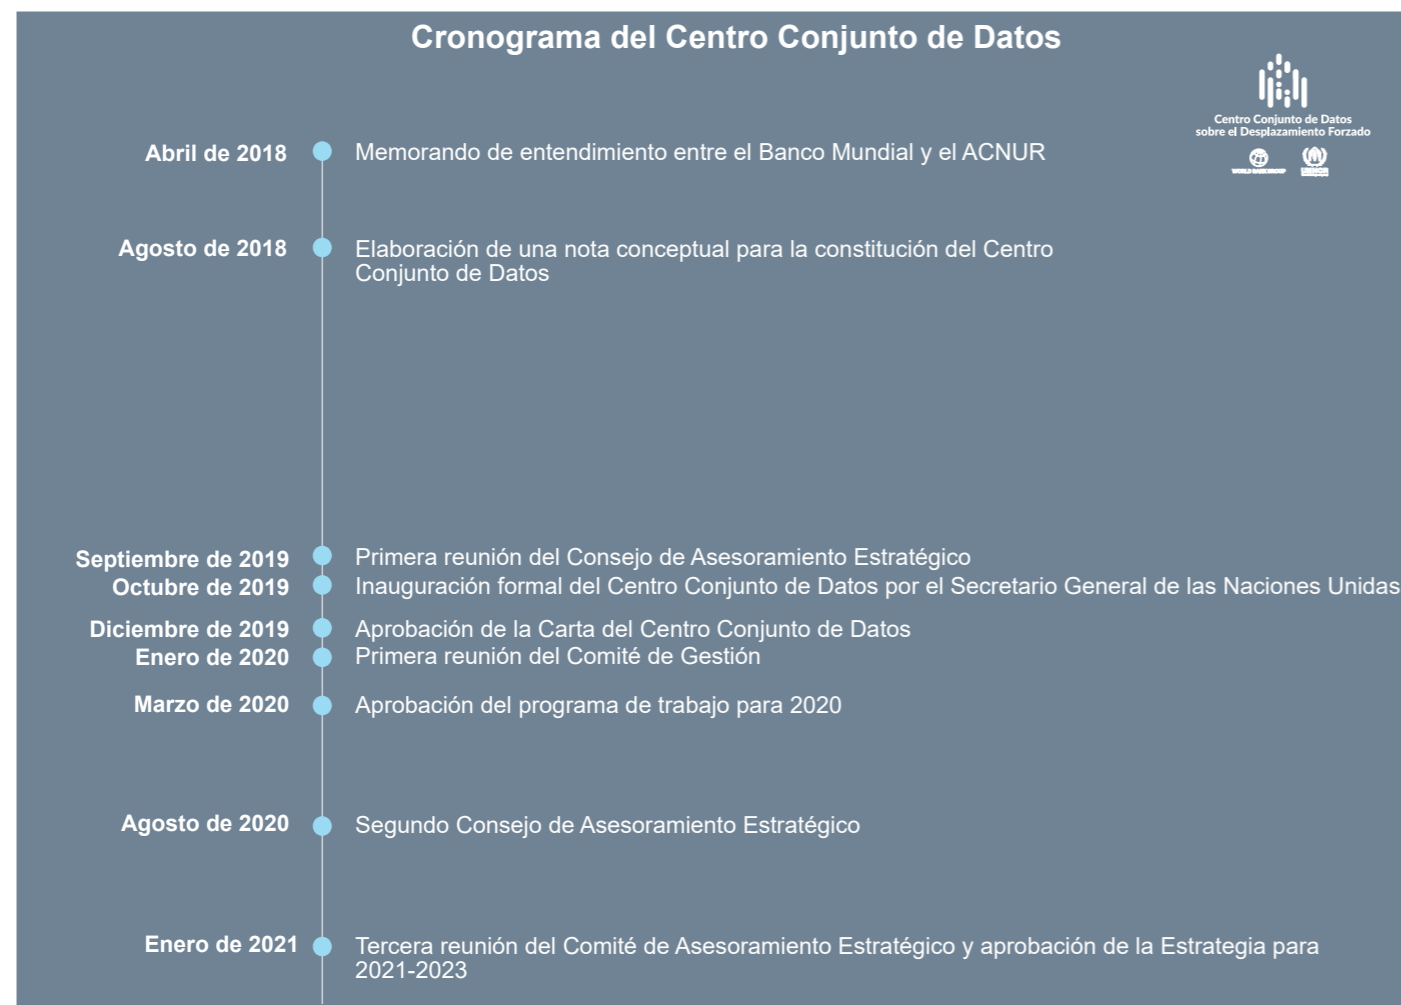 Cronograma del Centro Conjunto de Datos
Centro Conjunto de Datos
sobre el Desplazamiento Forzado
WORLD BANK GROUP
UNHCR
Abril de 2018
Memorando de entendimiento entre el Banco Mundial y el ACNUR
Agosto de 2018
Elaboración de una nota conceptual para la constitución del Centro
Conjunto de Datos
Septiembre de 2019
Primera reunión del Consejo de Asesoramiento Estratégico
Octubre de 2019
Inauguración formal del Centro Conjunto de Datos por el Secretario General de las Naciones Unidas
Diciembre de 2019
Aprobación de la Carta del Centro Conjunto de Datos
Enero de 2020
Primera reunión del Comité de Gestión
Marzo de 2020
Aprobación del programa de trabajo para 2020
Agosto de 2020
Segundo Consejo de Asesoramiento Estratégico
Enero de 2021
Tercera reunión del Comité de Asesoramiento Estratégico y aprobación de la Estrategia para
2021-2023